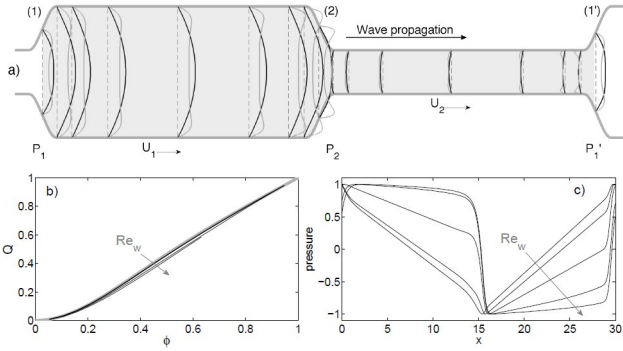 (1) (2) (1')
Wave propagation
a)
U1 U2
P1 P2 P1'
b) c)
1 1
0.8
0.6
0.4
0.2
0
Q
Rew
0 0.2 0.4 0.6 0.8 1
ϕ
0.5
0
−0.5
−1
pressure
Rew
0 5 10 15 20 25 30
x